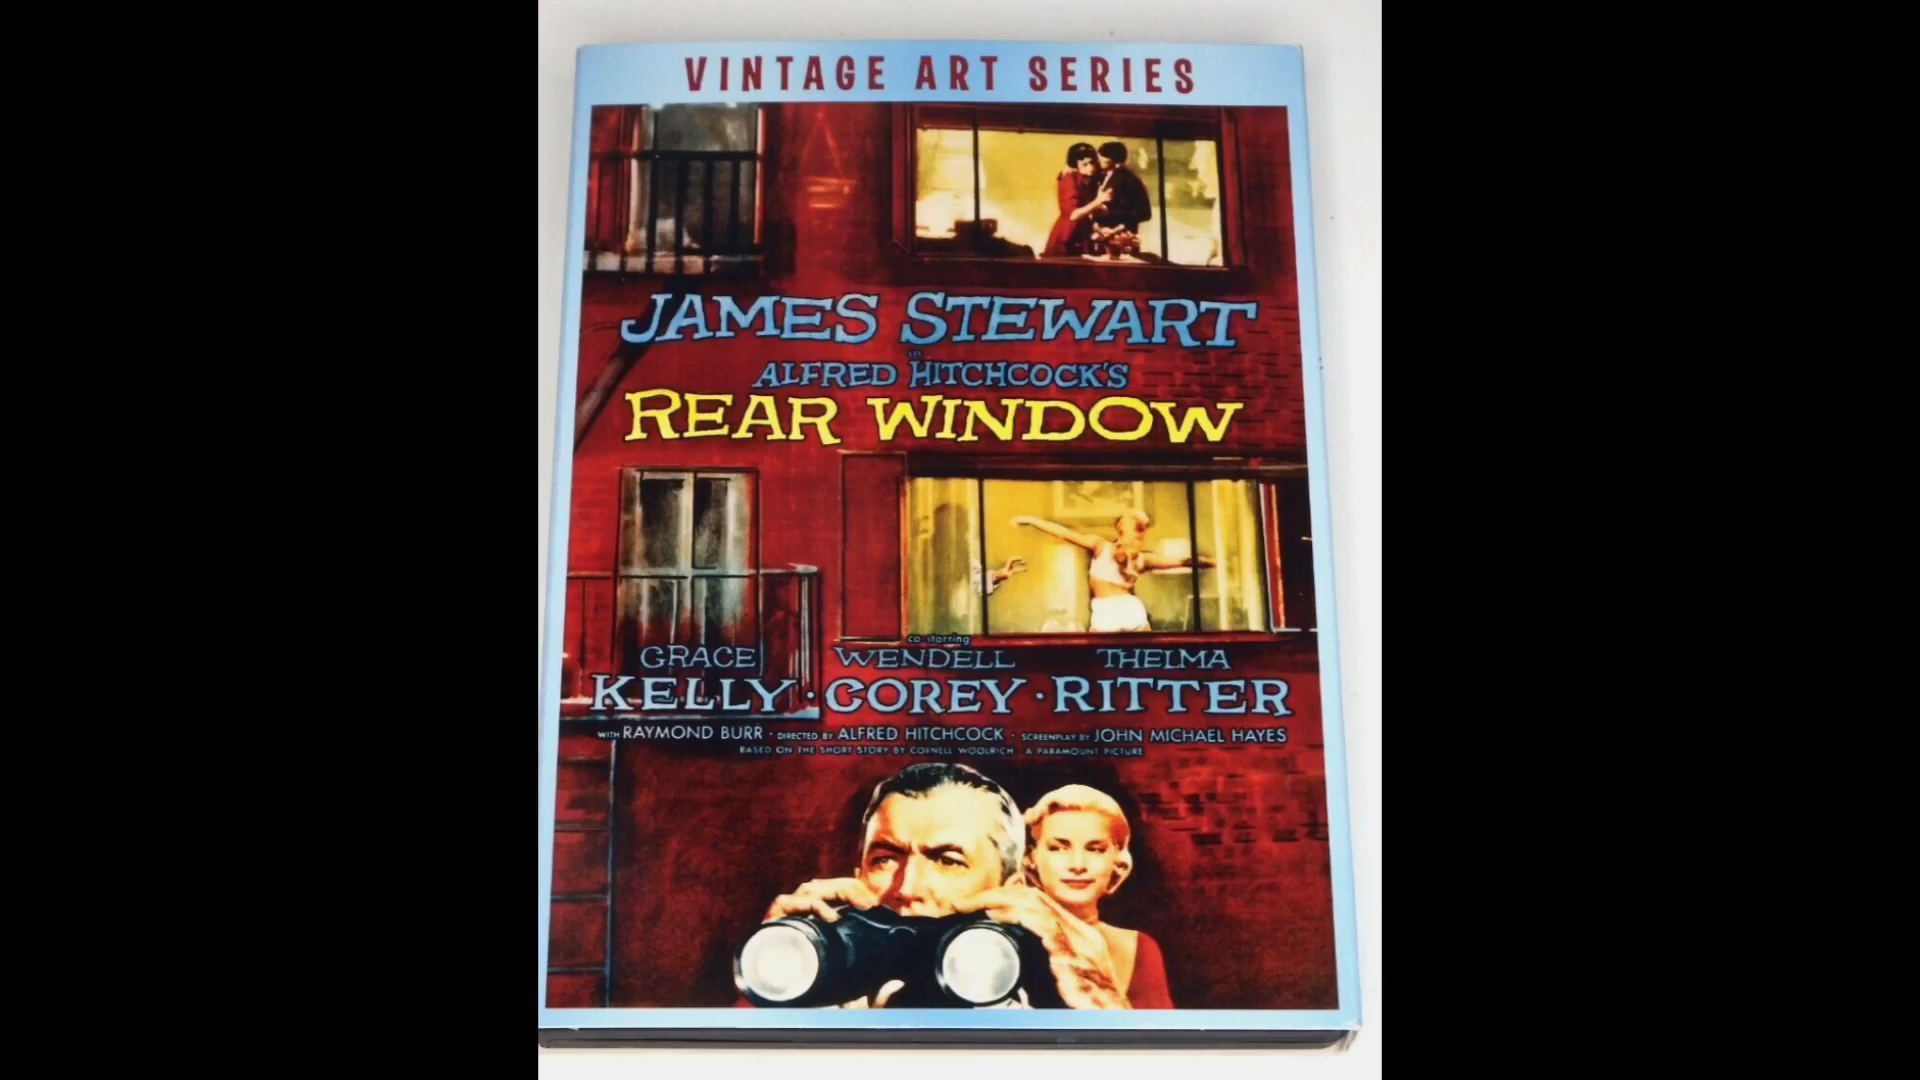 VINTAGE ART SERIES
JAMES STEWART
in
ALFRED HITCHCOCK'S
REAR WINDOW
co-starring
GRACE WENDELL THELMA
KELLY · COREY · RITTER
WITH RAYMOND BURR · DIRECTED BY ALFRED HITCHCOCK · SCREENPLAY BY JOHN MICHAEL HAYES
BASED ON THE SHORT STORY BY CORNELL WOOLRICH A PARAMOUNT PICTURE